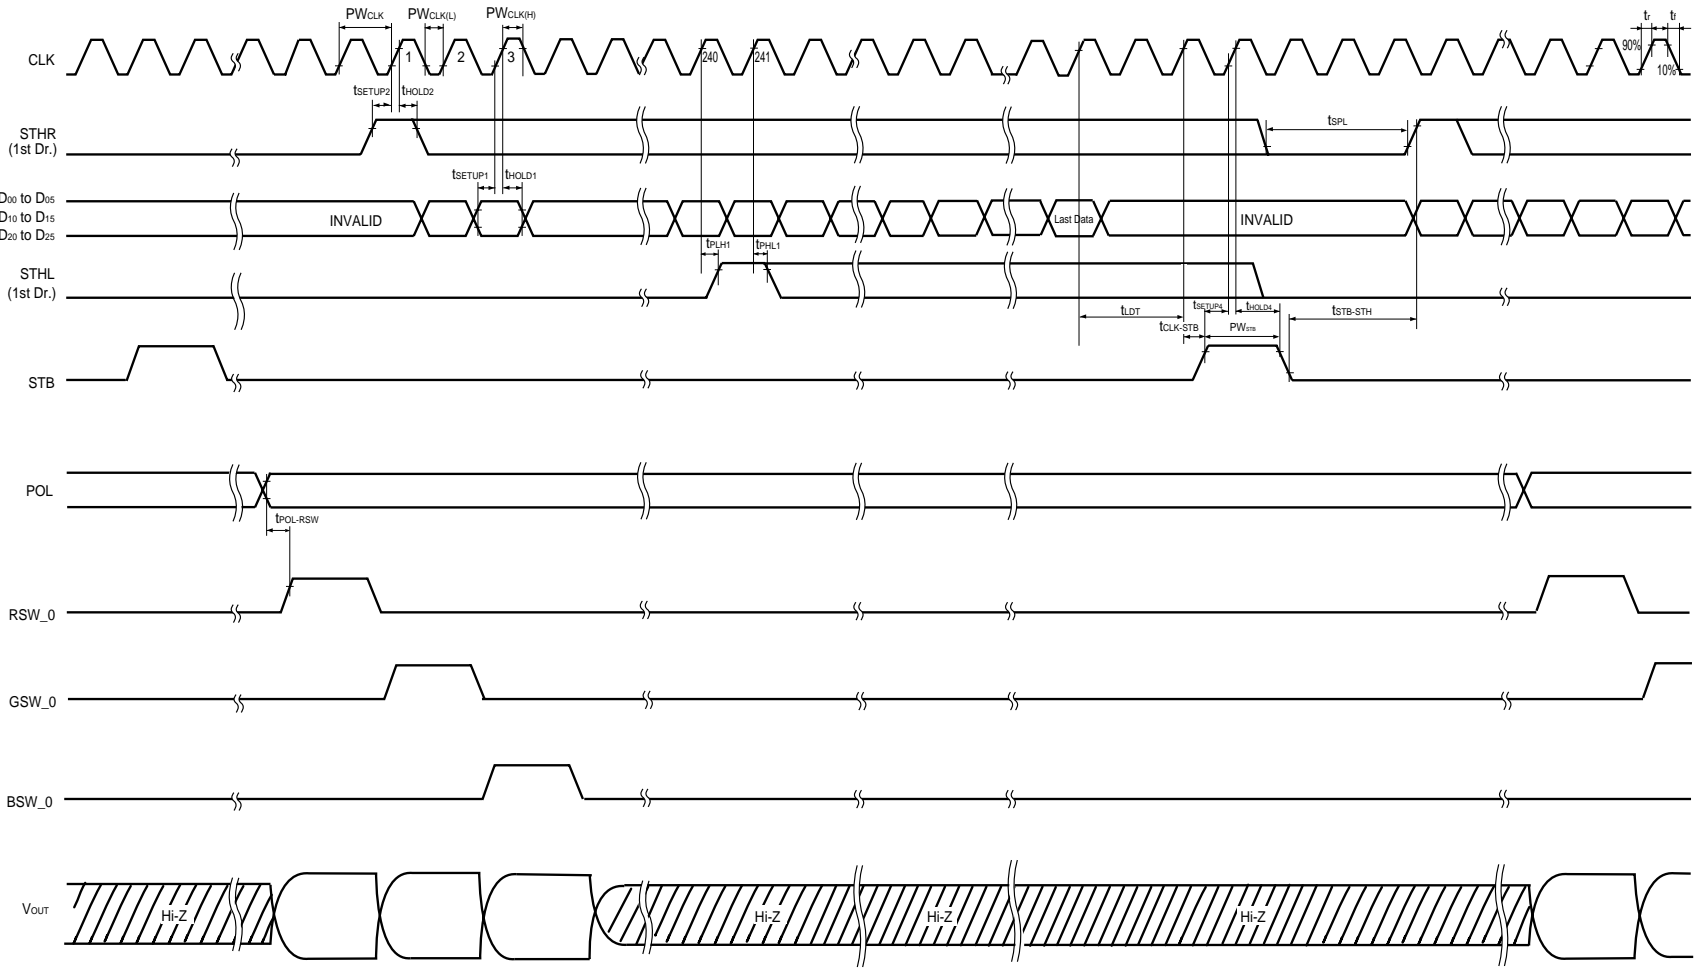 PWCLK PWCLK(L) PWCLK(H) tr tf
CLK 1 2 3 240 241 90% 10%
tSETUP2 tHOLD2
STHR
(1st Dr.)
tSPL
tSETUP1 tHOLD1
D00 to D05
D10 to D15
D20 to D25
INVALID Last Data INVALID
tPLH1 tPHL1
STHL
(1st Dr.)
tLDT tSETUP4 tHOLD4 tSTB-STH
tCLK-STB PWSTB
STB
POL
tPOL-RSW
RSW_0
GSW_0
BSW_0
VOUT Hi-Z Hi-Z Hi-Z Hi-Z